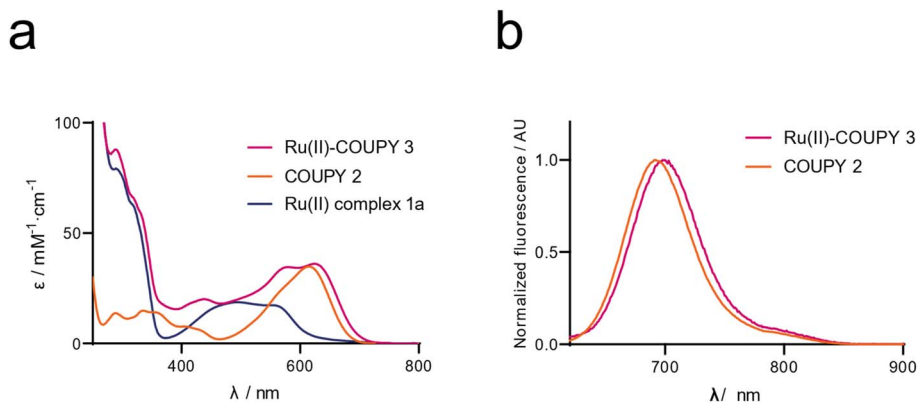 a
100
50
0
ε / mM⁻¹·cm⁻¹
Ru(II)-COUPY 3
COUPY 2
Ru(II) complex 1a
400
600
800
λ / nm
b
1.0
0.5
0.0
Normalized fluorescence / AU
Ru(II)-COUPY 3
COUPY 2
700
800
900
λ/ nm